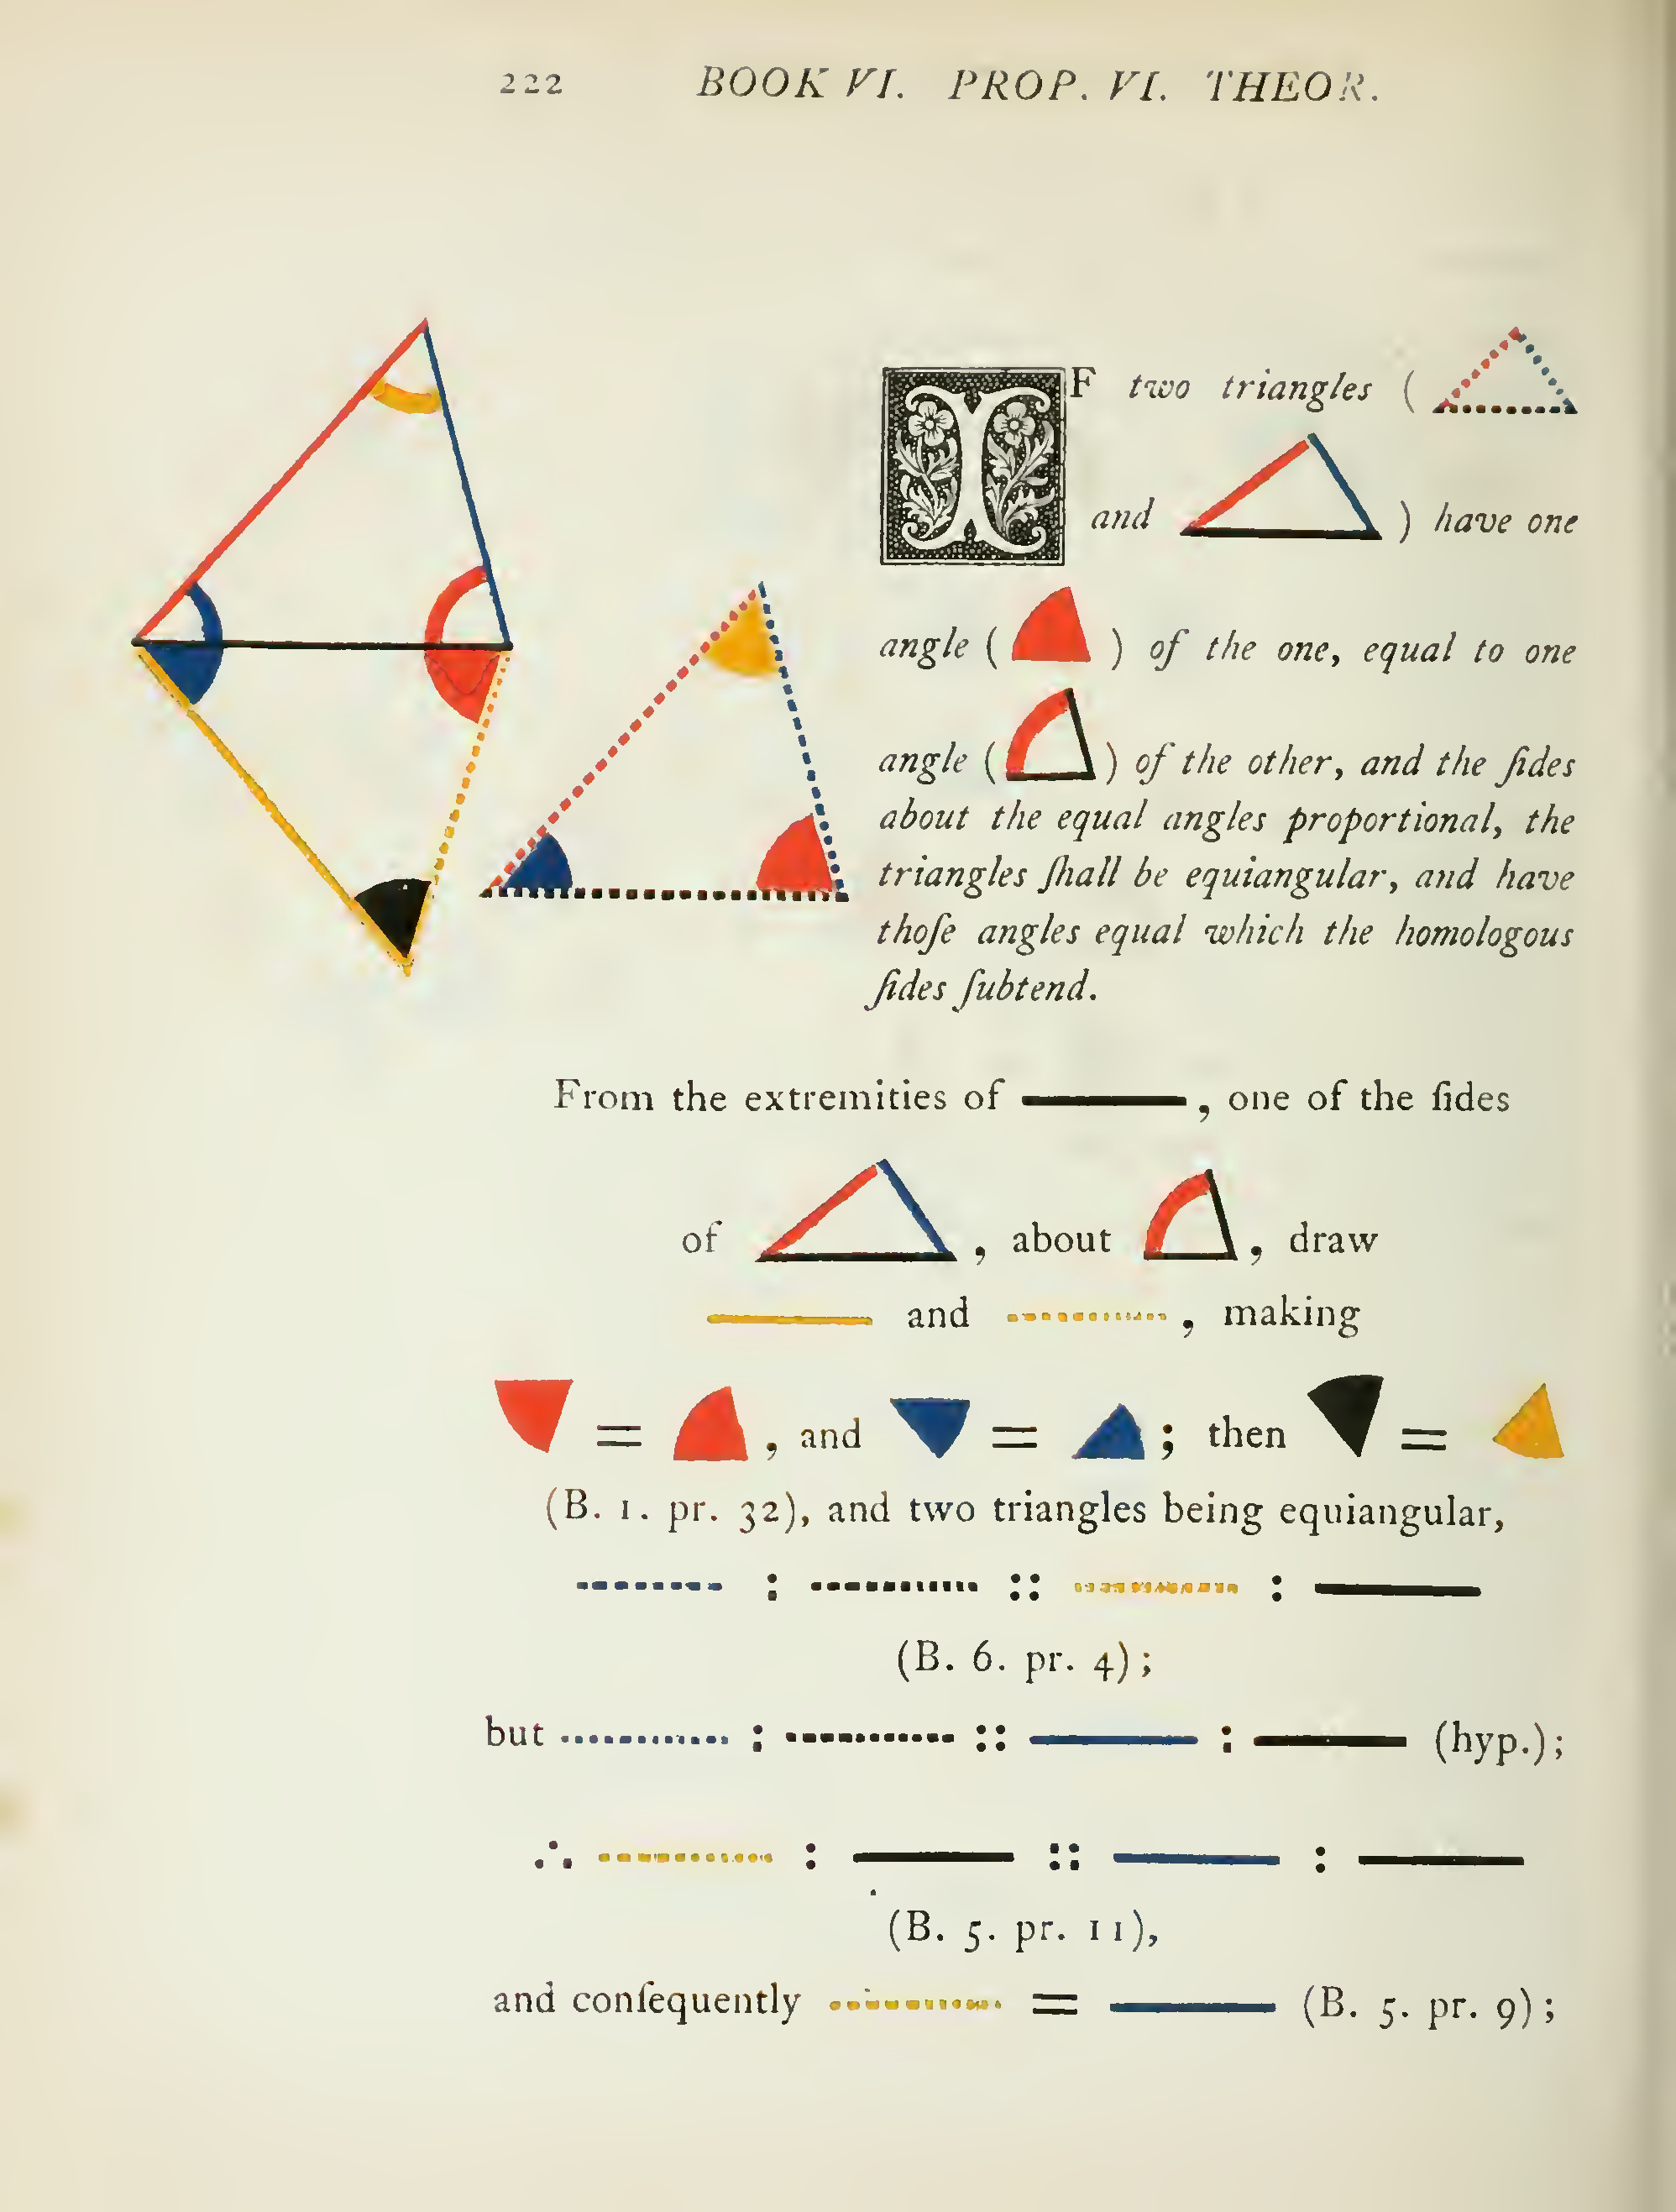 222 BOOK VI. PROP. VI. THEOR.
IF two triangles (
and ) have one
angle ( ) of the one, equal to one
angle ( ) of the other, and the ſides
about the equal angles proportional, the
triangles ſhall be equiangular, and have
thoſe angles equal which the homologous
ſides ſubtend.
From the extremities of , one of the ſides
of , about , draw
and , making
= , and = ; then =
(B. 1. pr. 32), and two triangles being equiangular,
: :: :
(B. 6. pr. 4);
but : :: : (hyp.);
∴ : :: :
(B. 5. pr. 11),
and conſequently = (B. 5. pr. 9);